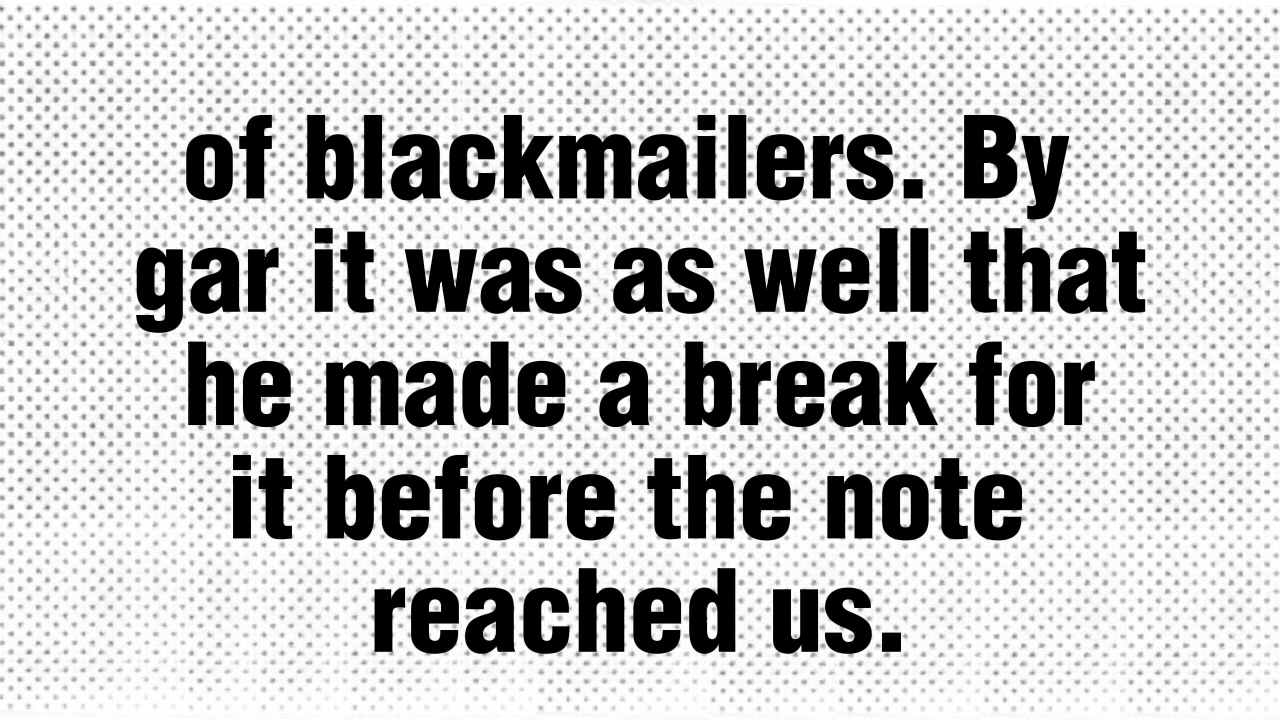 of blackmailers. By
gar it was as well that
he made a break for
it before the note
reached us.